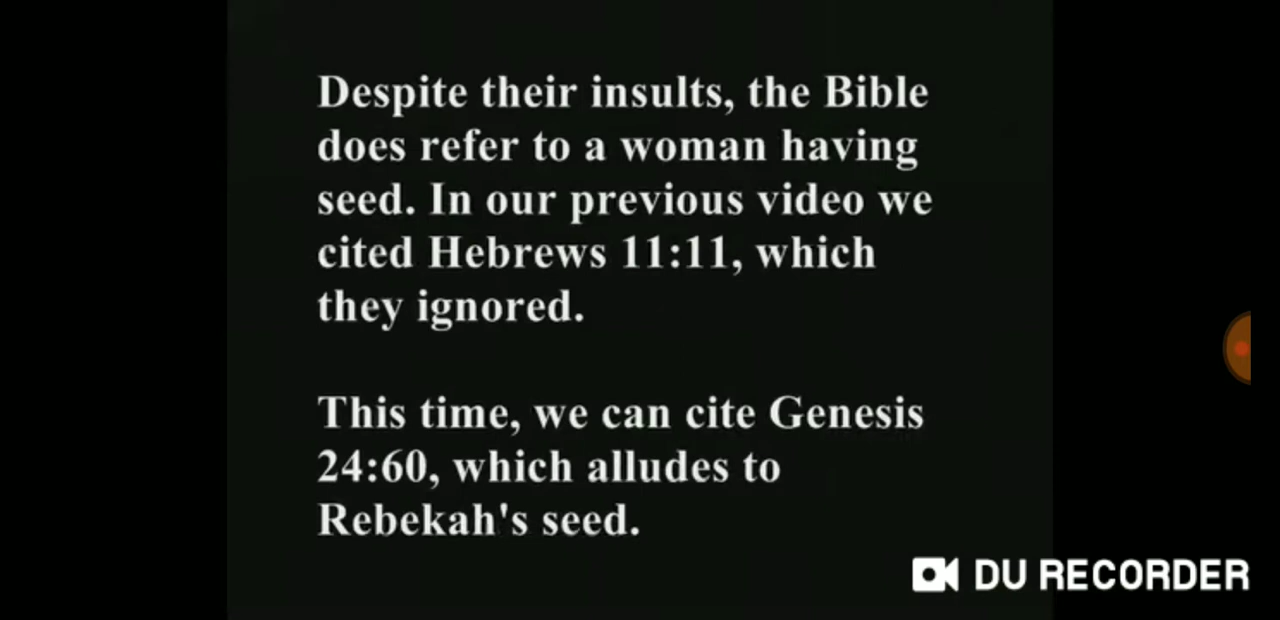 Despite their insults, the Bible
does refer to a woman having
seed. In our previous video we
cited Hebrews 11:11, which
they ignored.
This time, we can cite Genesis
24:60, which alludes to
Rebekah's seed.
DU RECORDER